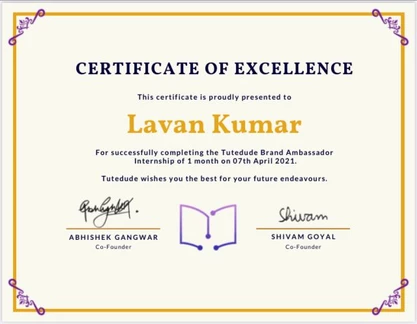 CERTIFICATE OF EXCELLENCE
This certificate is proudly presented to
Lavan Kumar
For successfully completing the Tutedude Brand Ambassador
Internship of 1 month on 07th April 2021.
Tutedude wishes you the best for your future endeavours.
Shivam
ABHISHEK GANGWAR
Co-Founder
SHIVAM GOYAL
Co-Founder